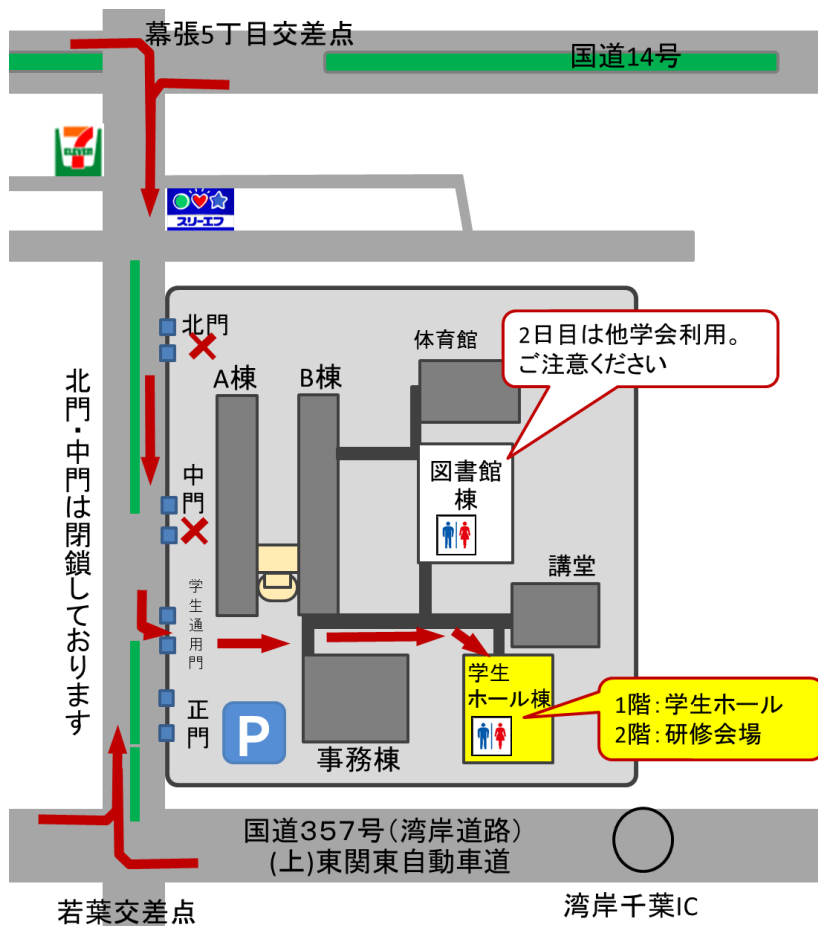 幕張5丁目交差点
国道14号
7
ELEVEN
スリーエフ
北門
体育館
2日目は他学会利用。
ご注意ください
A棟
B棟
北門・中門は閉鎖しております
中門
図書館
棟
講堂
学生通用門
学生
ホール棟
1階：学生ホール
2階：研修会場
正門
P
事務棟
国道357号（湾岸道路）
(上)東関東自動車道
若葉交差点
湾岸千葉IC